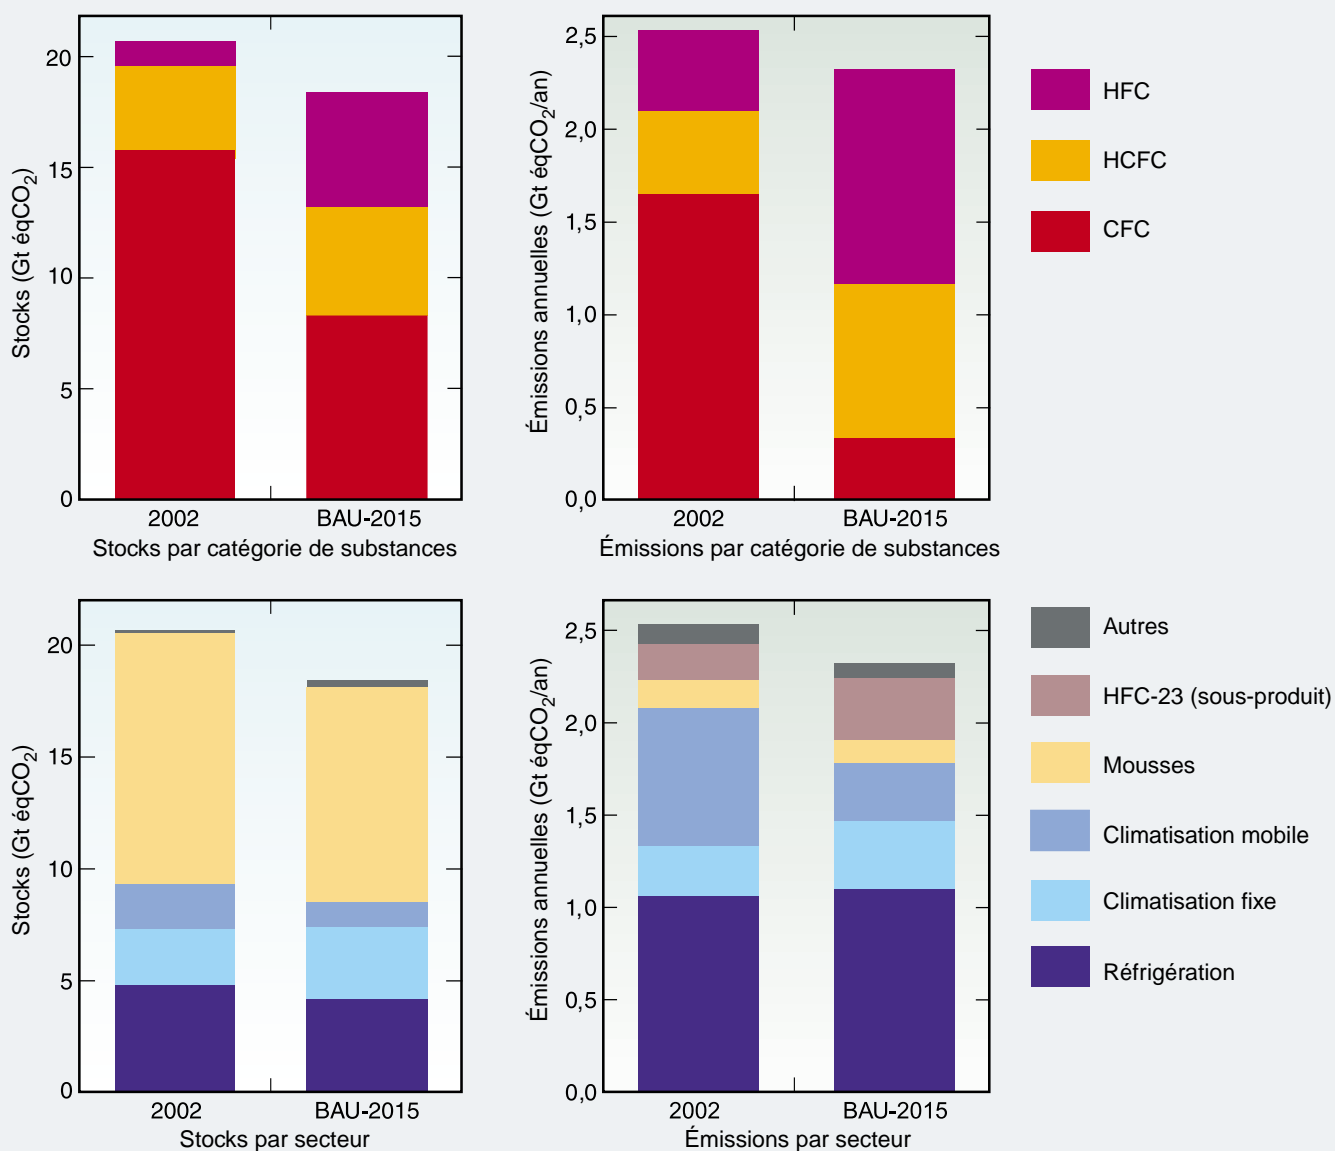 20
15
10
5
0
Stocks (Gt éqCO2)
2002
BAU-2015
Stocks par catégorie de substances
2,5
2,0
1,5
1,0
0,5
0,0
Émissions annuelles (Gt éqCO2/an)
2002
BAU-2015
Émissions par catégorie de substances
HFC
HCFC
CFC
20
15
10
5
0
Stocks (Gt éqCO2)
2002
BAU-2015
Stocks par secteur
2,5
2,0
1,5
1,0
0,5
0,0
Émissions annuelles (Gt éqCO2/an)
2002
BAU-2015
Émissions par secteur
Autres
HFC-23 (sous-produit)
Mousses
Climatisation mobile
Climatisation fixe
Réfrigération